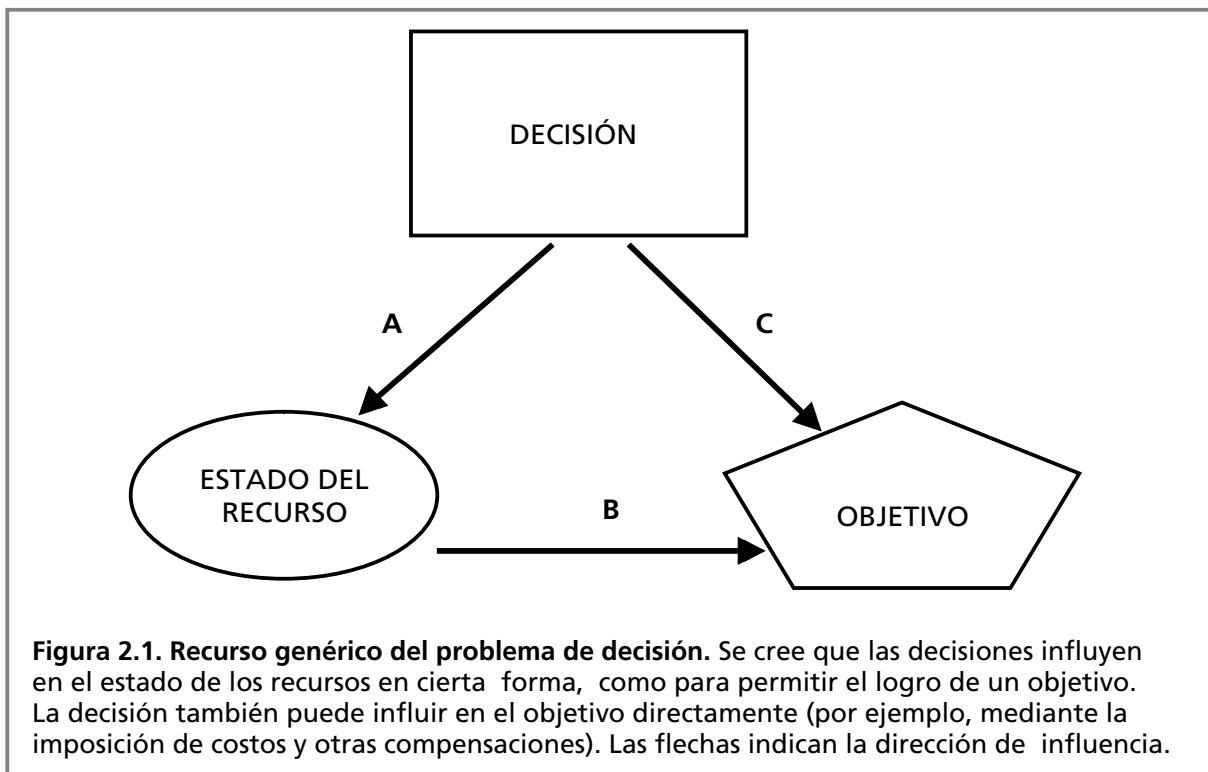 DECISIÓN
A
C
ESTADO DEL
RECURSO
B
OBJETIVO
Figura 2.1. Recurso genérico del problema de decisión. Se cree que las decisiones influyen
en el estado de los recursos en cierta forma, como para permitir el logro de un objetivo.
La decisión también puede influir en el objetivo directamente (por ejemplo, mediante la
imposición de costos y otras compensaciones). Las flechas indican la dirección de influencia.